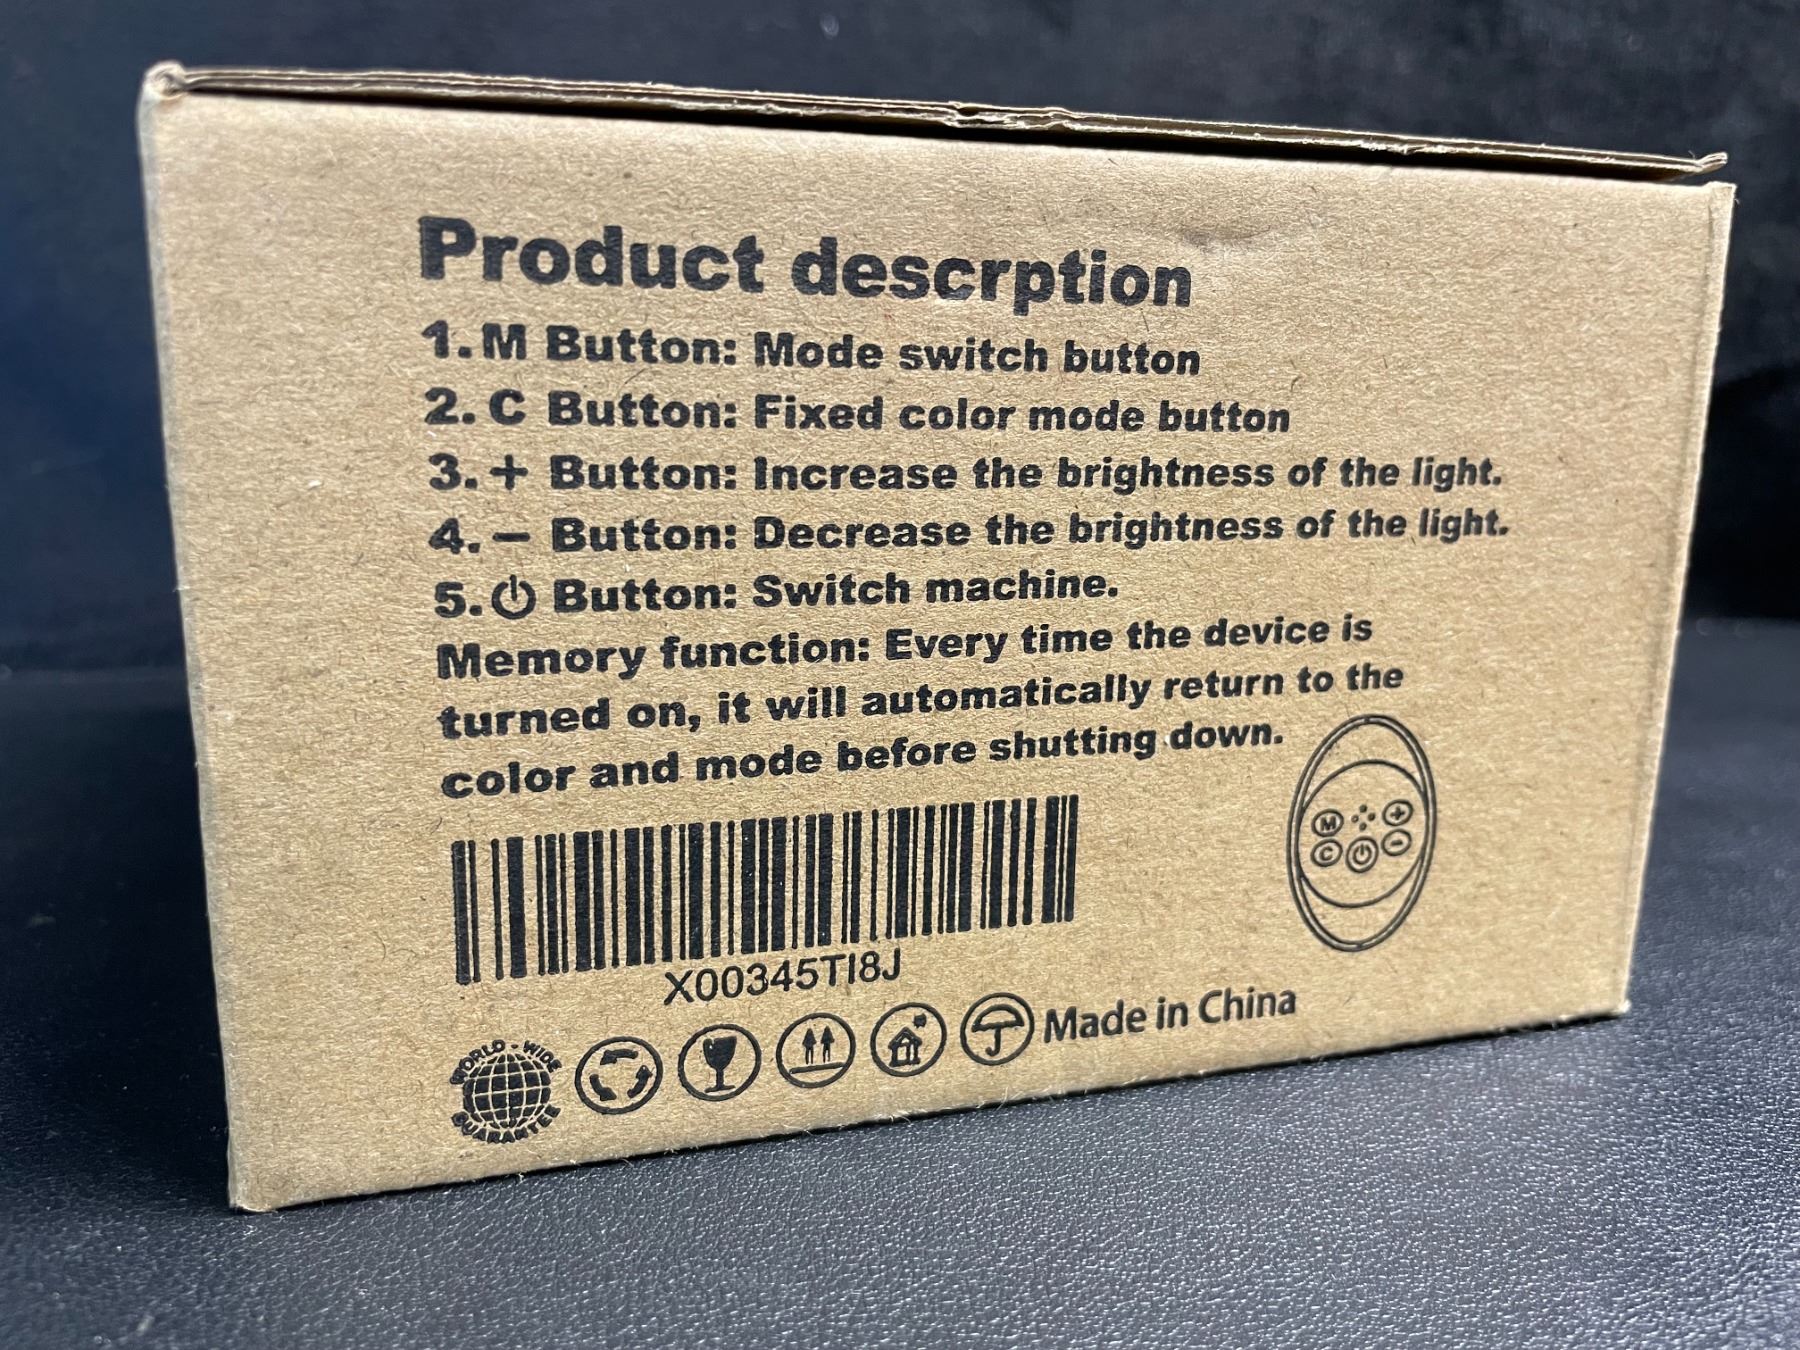 Product descrption
1. M Button: Mode switch button
2. C Button: Fixed color mode button
3. + Button: Increase the brightness of the light.
4. − Button: Decrease the brightness of the light.
5. ⏻ Button: Switch machine.
Memory function: Every time the device is
turned on, it will automatically return to the
color and mode before shutting down.
M +
C ⏻ −
X00345TI8J
WORLD-WIDE
GUARANTEE
Made in China